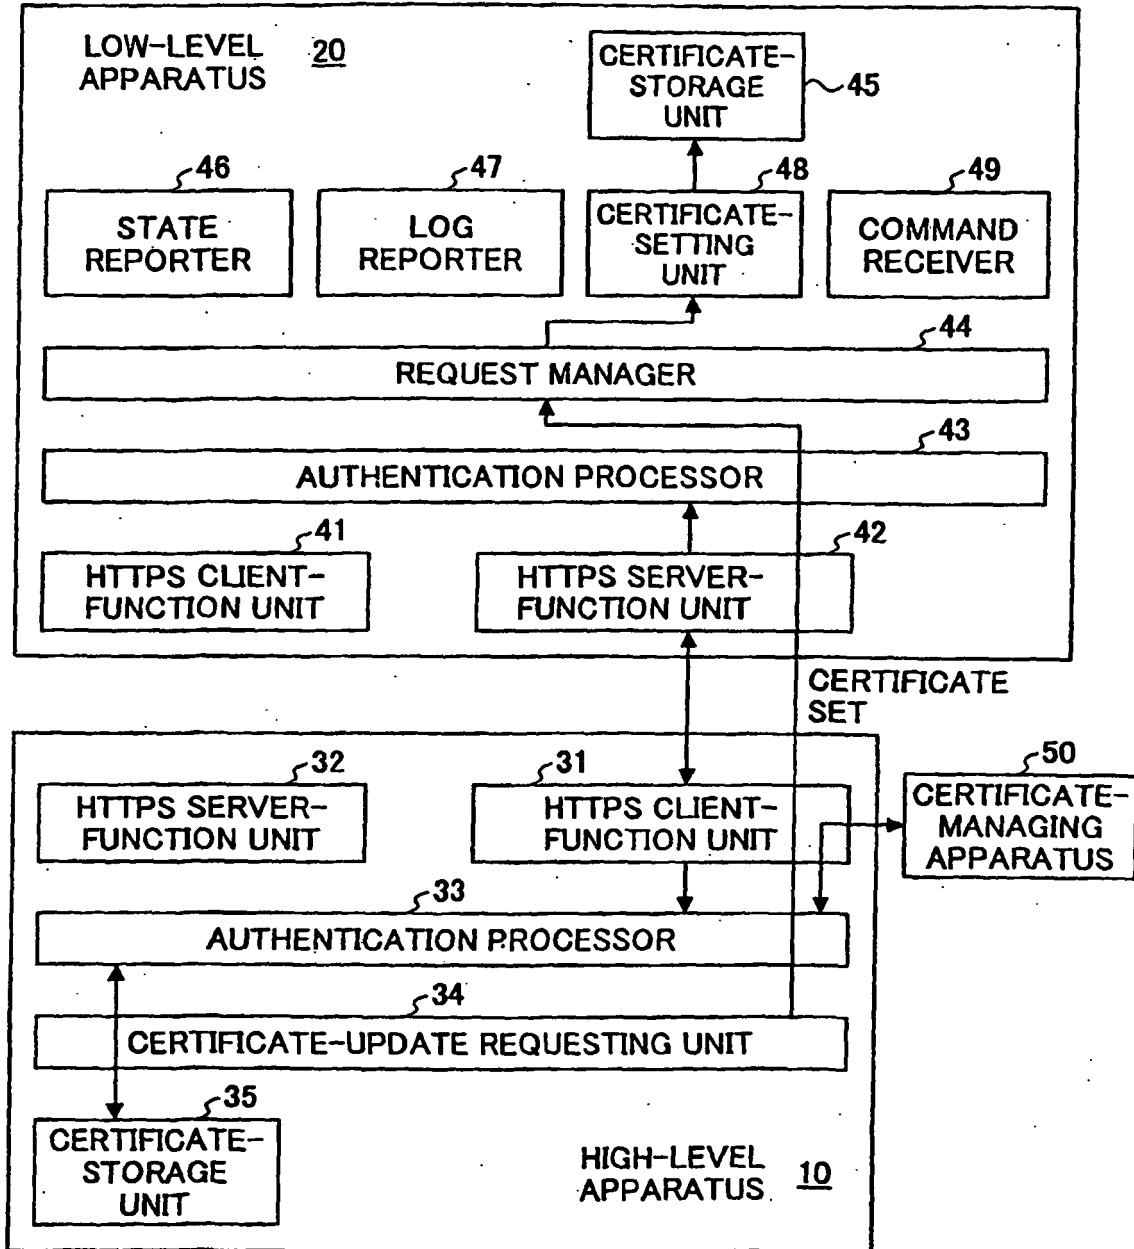 LOW-LEVEL
APPARATUS
20
CERTIFICATE-
STORAGE
UNIT
45
46
STATE
REPORTER
47
LOG
REPORTER
48
CERTIFICATE-
SETTING
UNIT
49
COMMAND
RECEIVER
44
REQUEST MANAGER
43
AUTHENTICATION PROCESSOR
41
HTTPS CLIENT-
FUNCTION UNIT
42
HTTPS SERVER-
FUNCTION UNIT
CERTIFICATE
SET
32
HTTPS SERVER-
FUNCTION UNIT
31
HTTPS CLIENT-
FUNCTION UNIT
50
CERTIFICATE-
MANAGING
APPARATUS
33
AUTHENTICATION PROCESSOR
34
CERTIFICATE-UPDATE REQUESTING UNIT
35
CERTIFICATE-
STORAGE
UNIT
HIGH-LEVEL
APPARATUS
10